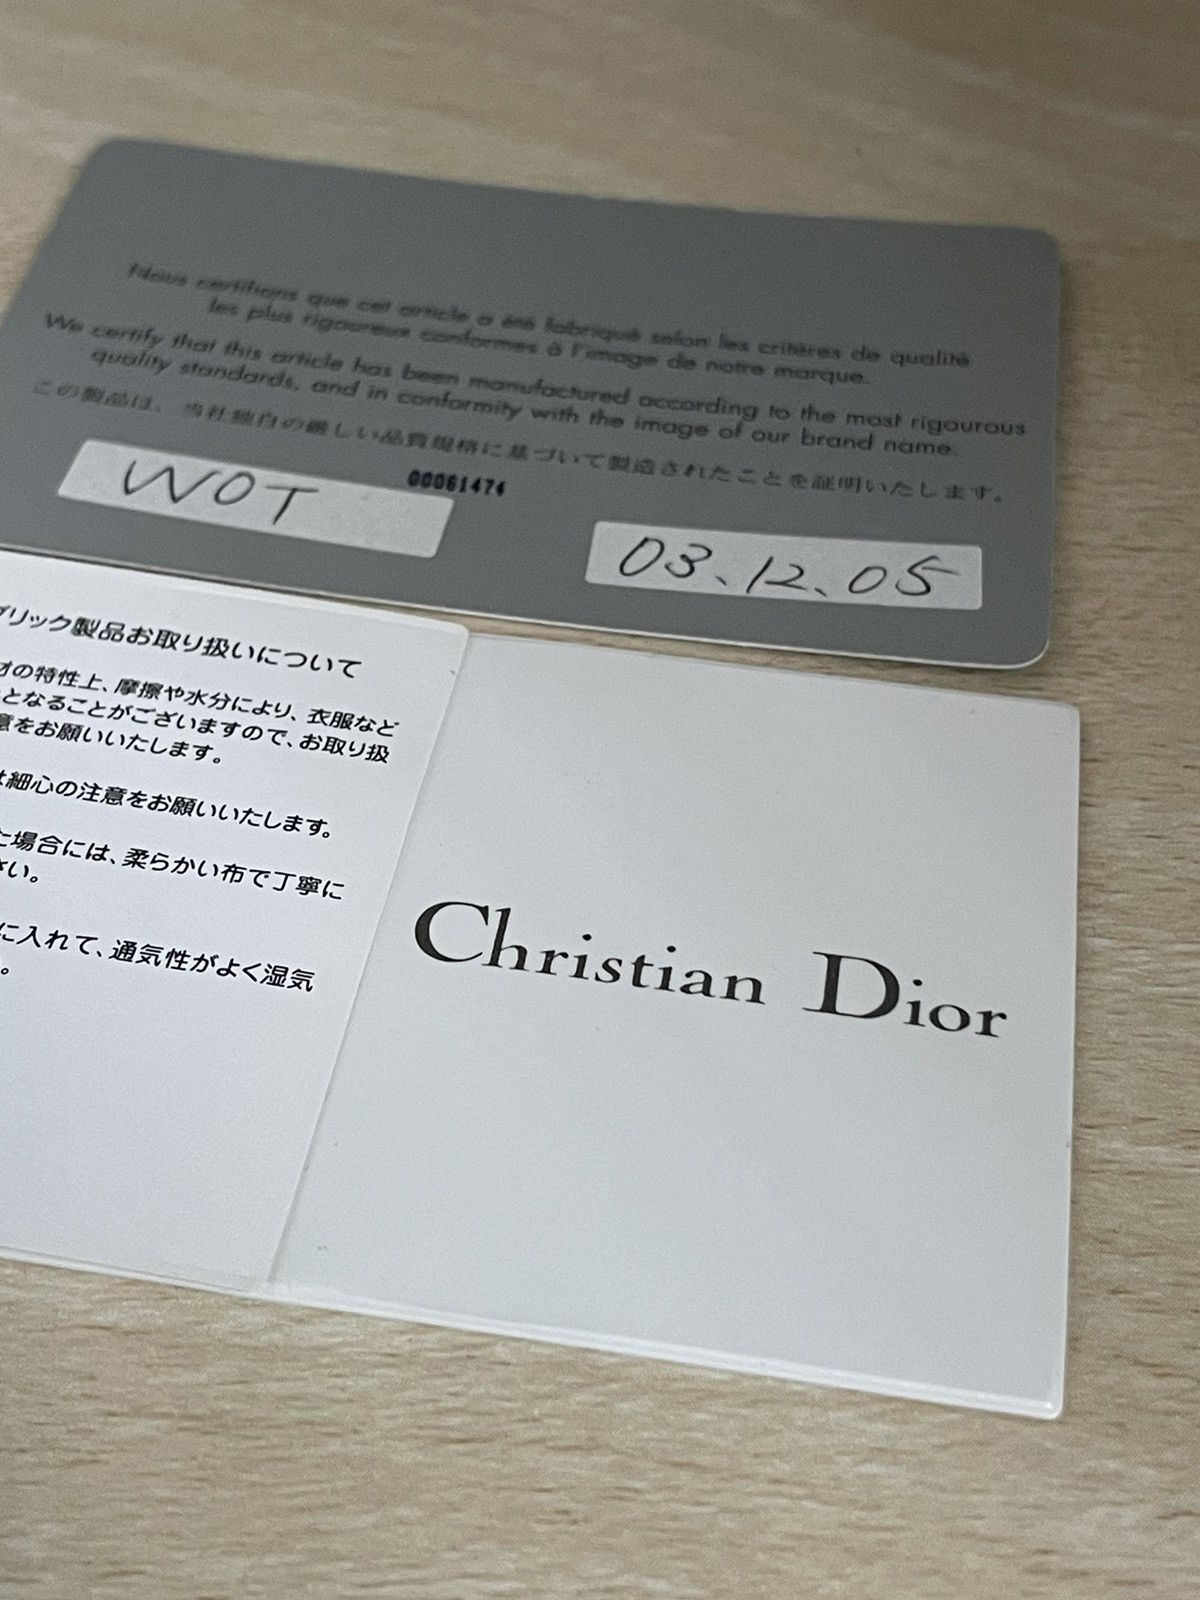 Nous certifions que cet article a été fabriqué selon les critères de qualité
les plus rigoureux conformes à l'image de notre marque.
We certify that this article has been manufactured according to the most rigourous
quality standards, and in conformity with the image of our brand name.
この製品は、当社独自の厳しい品質規格に基づいて製造されたことを証明いたします。
00061474
WOT
03.12.05
ブリック製品お取り扱いについて
材の特性上、摩擦や水分により、衣服など
となることがございますので、お取り扱
意をお願いいたします。
は細心の注意をお願いいたします。
た場合には、柔らかい布で丁寧に
さい。
に入れて、通気性がよく湿気
。
Christian Dior